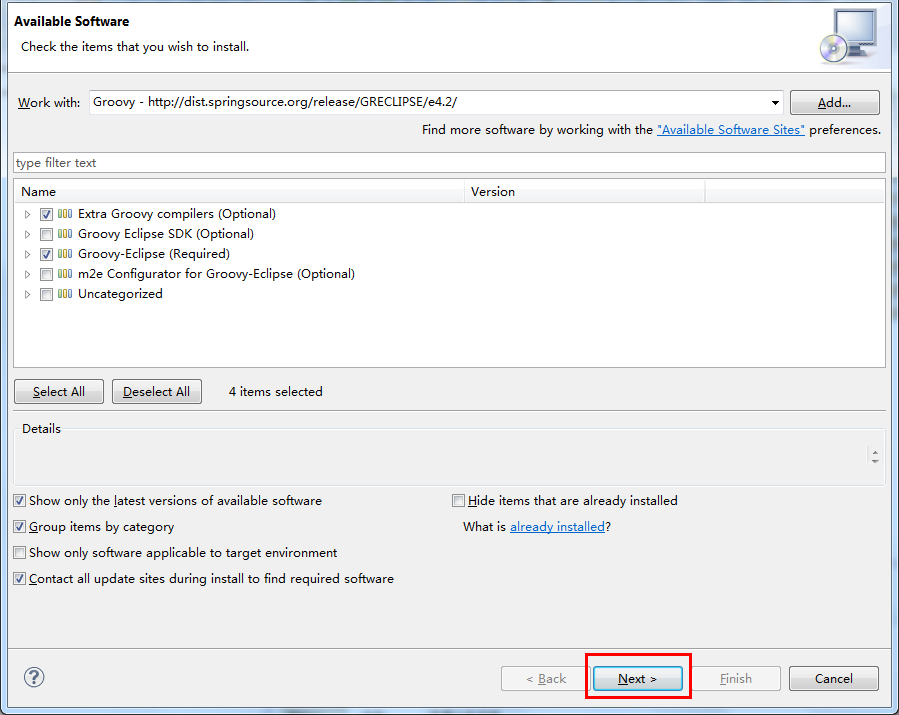 Available Software
Check the items that you wish to install.
Work with: Groovy - http://dist.springsource.org/release/GRECLIPSE/e4.2/ Add...
Find more software by working with the "Available Software Sites" preferences.
type filter text
Name Version
Extra Groovy compilers (Optional)
Groovy Eclipse SDK (Optional)
Groovy-Eclipse (Required)
m2e Configurator for Groovy-Eclipse (Optional)
Uncategorized
Select All Deselect All 4 items selected
Details
Show only the latest versions of available software Hide items that are already installed
Group items by category What is already installed?
Show only software applicable to target environment
Contact all update sites during install to find required software
? < Back Next > Finish Cancel